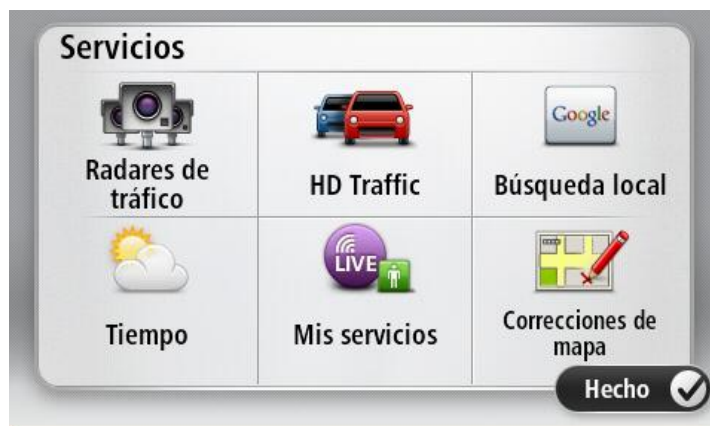 Servicios
Radares de
tráfico
HD Traffic
Google
Búsqueda local
Tiempo
LIVE
Mis servicios
Correcciones de
mapa
Hecho